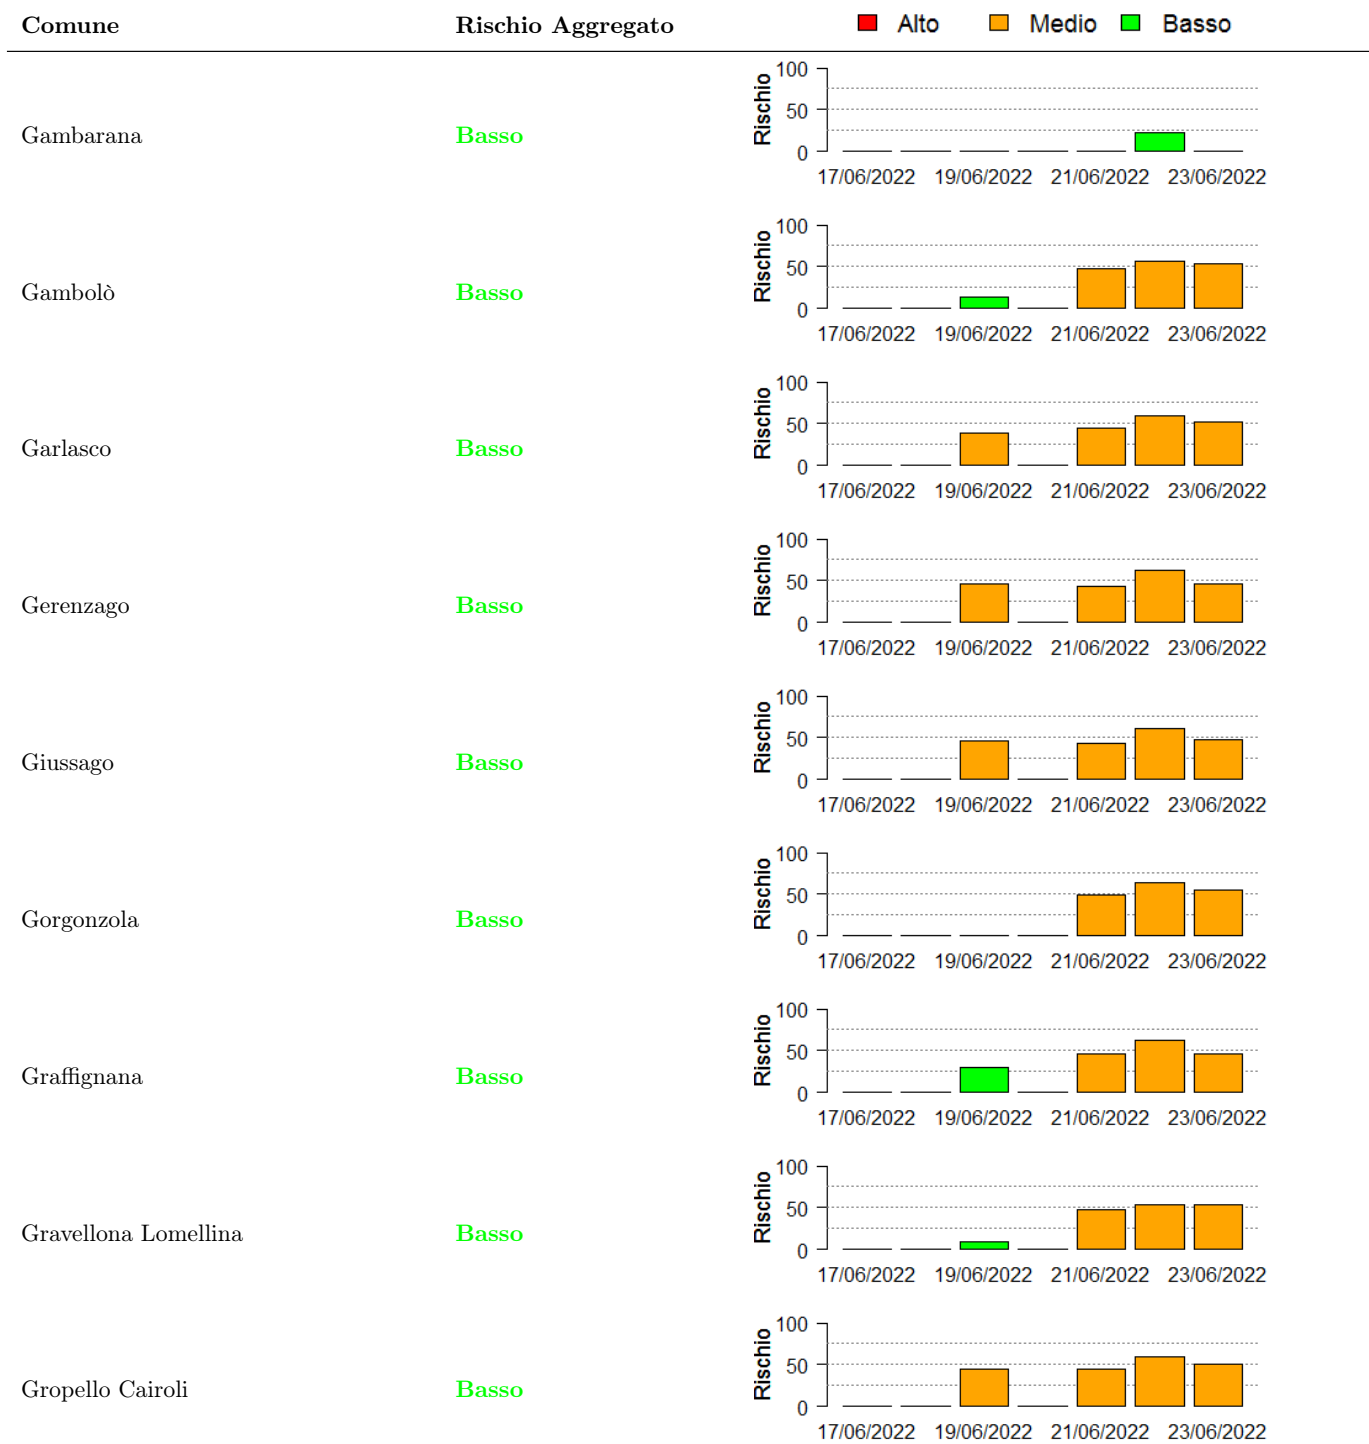 Comune Rischio Aggregato Alto Medio Basso
100
50
0
Rischio
Gambarana Basso
17/06/2022 19/06/2022 21/06/2022 23/06/2022
100
50
0
Rischio
Gambolò Basso
17/06/2022 19/06/2022 21/06/2022 23/06/2022
100
50
0
Rischio
Garlasco Basso
17/06/2022 19/06/2022 21/06/2022 23/06/2022
100
50
0
Rischio
Gerenzago Basso
17/06/2022 19/06/2022 21/06/2022 23/06/2022
100
50
0
Rischio
Giussago Basso
17/06/2022 19/06/2022 21/06/2022 23/06/2022
100
50
0
Rischio
Gorgonzola Basso
17/06/2022 19/06/2022 21/06/2022 23/06/2022
100
50
0
Rischio
Graffignana Basso
17/06/2022 19/06/2022 21/06/2022 23/06/2022
100
50
0
Rischio
Gravellona Lomellina Basso
17/06/2022 19/06/2022 21/06/2022 23/06/2022
100
50
0
Rischio
Gropello Cairoli Basso
17/06/2022 19/06/2022 21/06/2022 23/06/2022